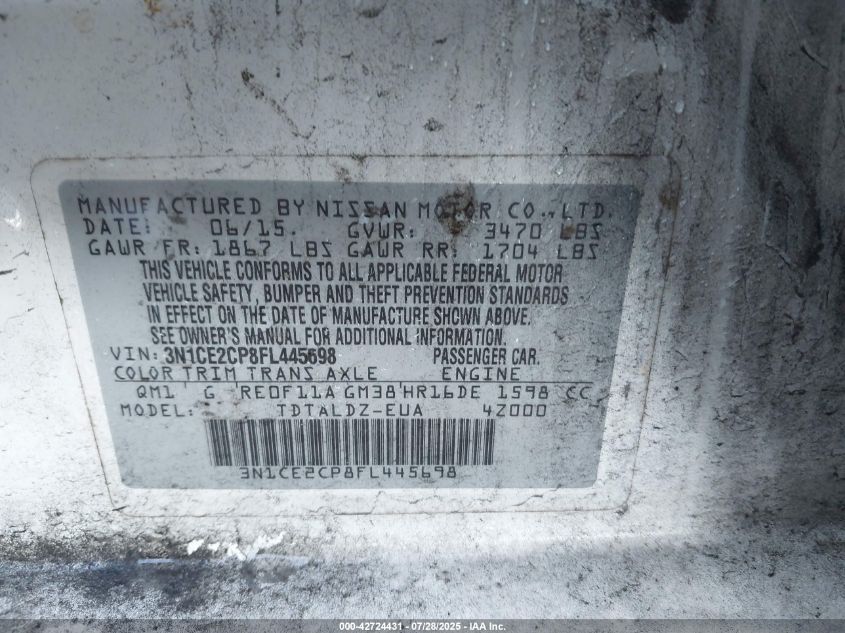 MANUFACTURED BY NISSAN MOTOR CO.,LTD.
DATE: 06/15. GVWR: 3470 LBS
GAWR FR: 1867 LBS GAWR RR: 1704 LBS
THIS VEHICLE CONFORMS TO ALL APPLICABLE FEDERAL MOTOR
VEHICLE SAFETY, BUMPER AND THEFT PREVENTION STANDARDS
IN EFFECT ON THE DATE OF MANUFACTURE SHOWN ABOVE.
SEE OWNER'S MANUAL FOR ADDITIONAL INFORMATION.
VIN: 3N1CE2CP8FL445698 PASSENGER CAR.
COLOR TRIM TRANS AXLE ENGINE
QM1 G RE0F11A GM38 HR16DE 1598 CC
MODEL: TDTALDZ-EUA 4Z000
3N1CE2CP8FL445698
000-42724431 - 07/28/2025 - IAA Inc.